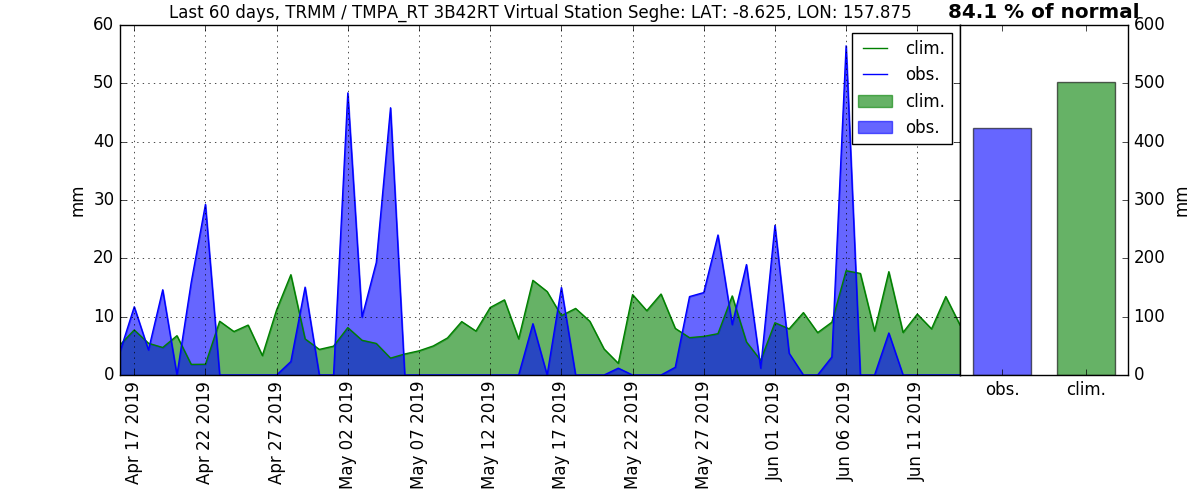 Last 60 days, TRMM / TMPA_RT 3B42RT Virtual Station Seghe: LAT: -8.625, LON: 157.875
84.1 % of normal
60
50
40
30
20
10
0
mm
clim.
obs.
clim.
obs.
600
500
400
300
200
100
0
mm
Apr 17 2019
Apr 22 2019
Apr 27 2019
May 02 2019
May 07 2019
May 12 2019
May 17 2019
May 22 2019
May 27 2019
Jun 01 2019
Jun 06 2019
Jun 11 2019
obs.
clim.